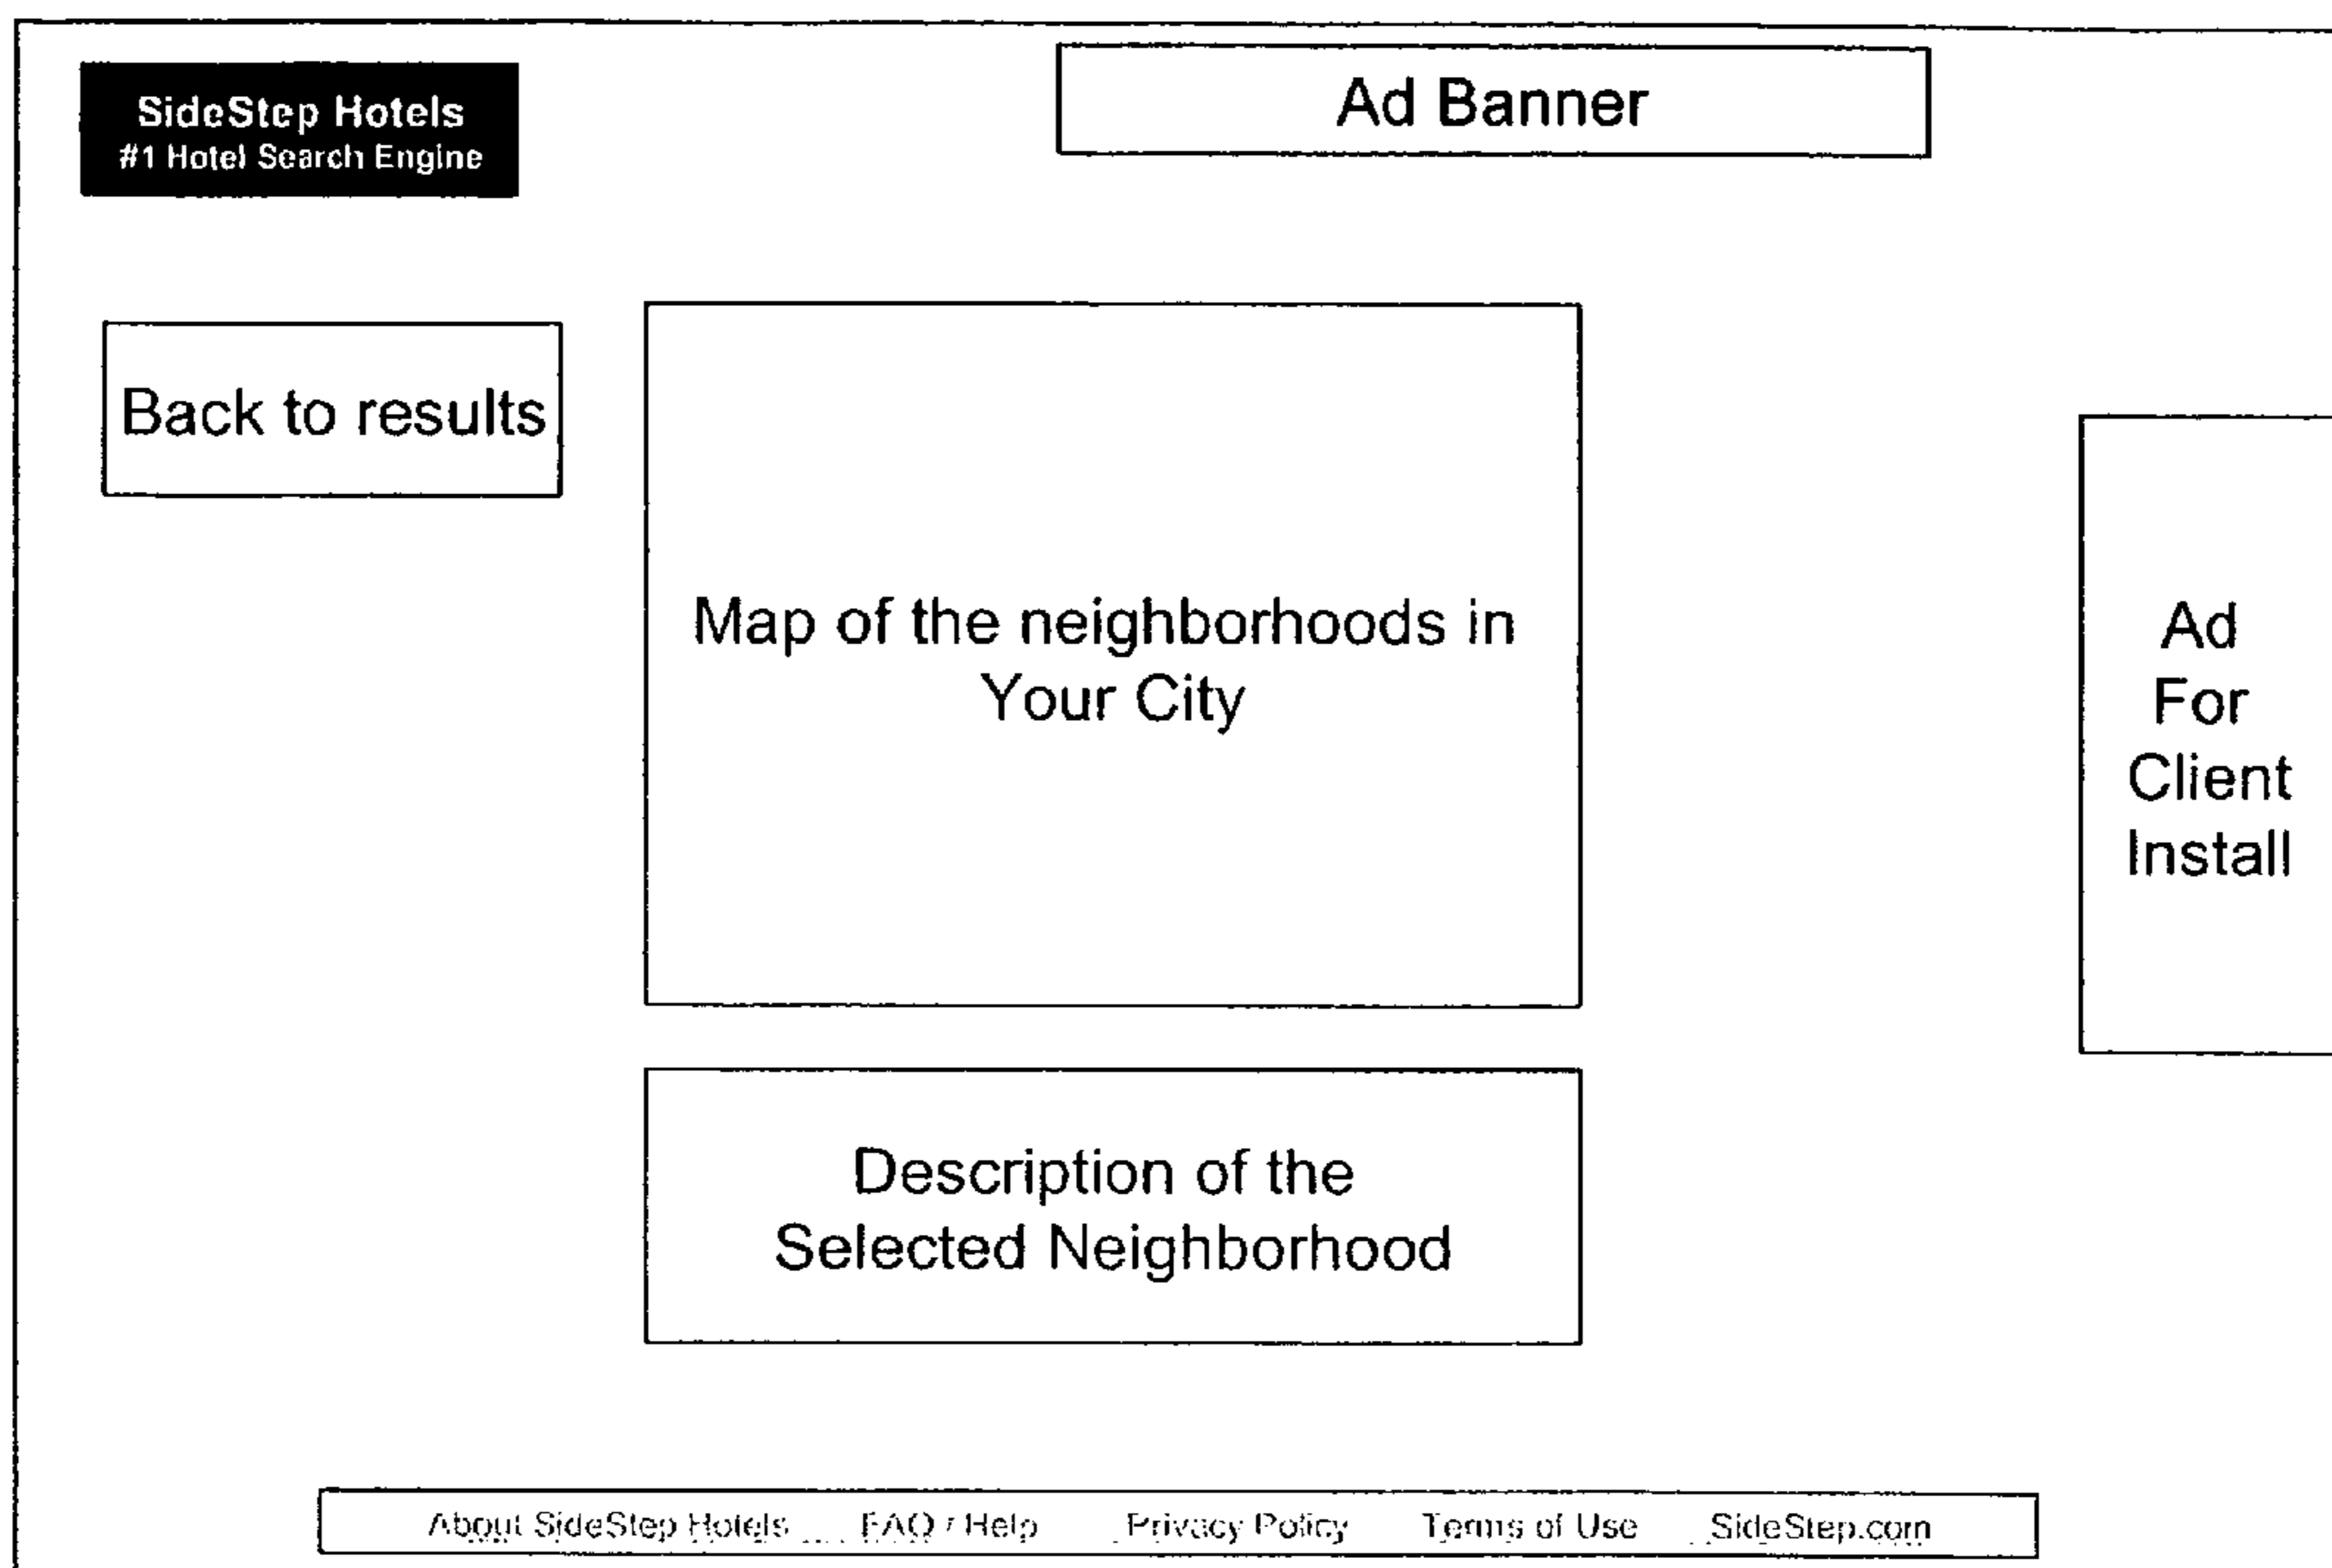 SideStep Hotels
#1 Hotel Search Engine
Ad Banner
Back to results
Map of the neighborhoods in
Your City
Ad
For
Client
Install
Description of the
Selected Neighborhood
About SideStep Hotels FAQ / Help Privacy Policy Terms of Use SideStep.com